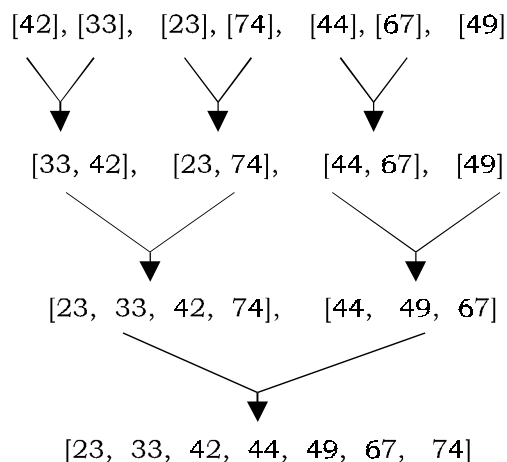 [42], [33], [23], [74], [44], [67], [49]
[33, 42], [23, 74], [44, 67], [49]
[23, 33, 42, 74], [44, 49, 67]
[23, 33, 42, 44, 49, 67, 74]